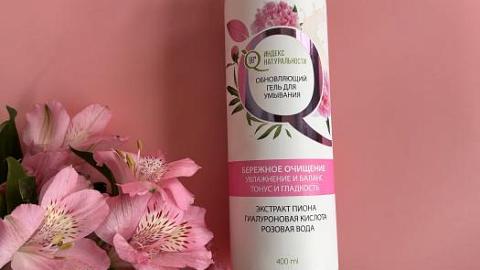 ИНДЕКС
НАТУРАЛЬНОСТИ
ОБНОВЛЯЮЩИЙ
ГЕЛЬ ДЛЯ
УМЫВАНИЯ
БЕРЕЖНОЕ ОЧИЩЕНИЕ
УВЛАЖНЕНИЕ И БАЛАНС
ТОНУС И ГЛАДКОСТЬ
ЭКСТРАКТ ПИОНА
ГИАЛУРОНОВАЯ КИСЛОТА
РОЗОВАЯ ВОДА
400 ml